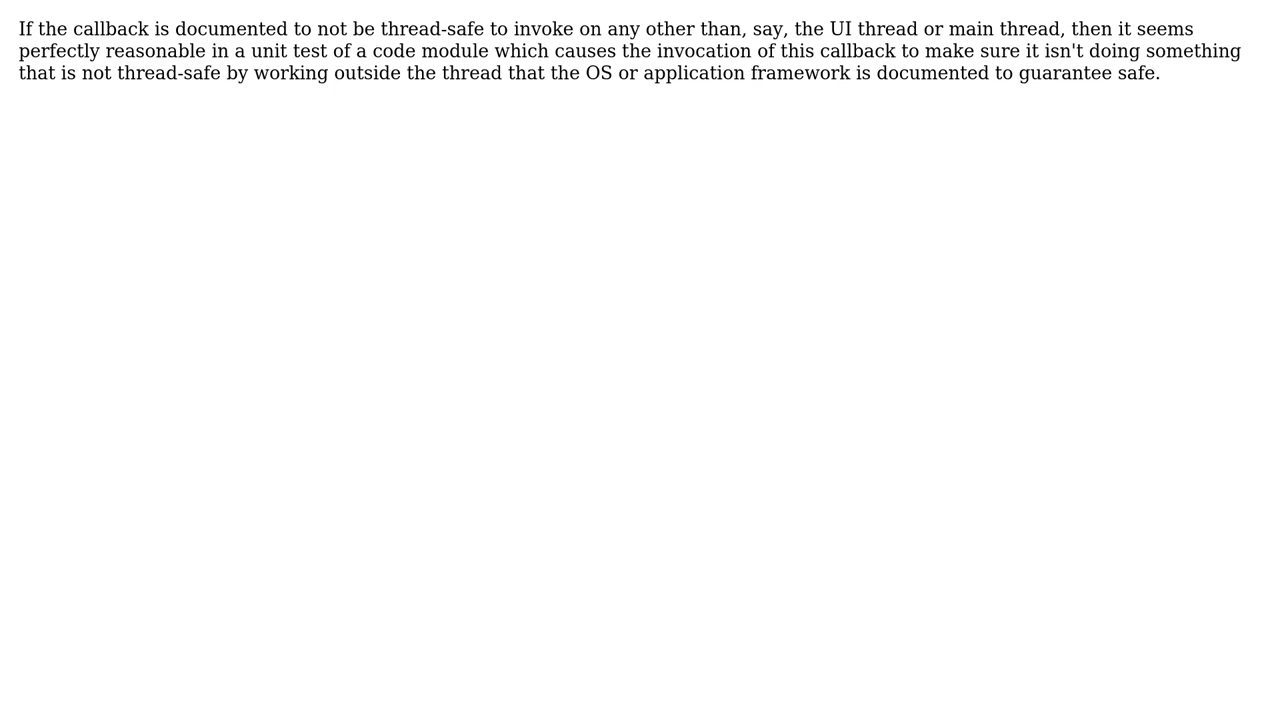 If the callback is documented to not be thread-safe to invoke on any other than, say, the UI thread or main thread, then it seems
perfectly reasonable in a unit test of a code module which causes the invocation of this callback to make sure it isn't doing something
that is not thread-safe by working outside the thread that the OS or application framework is documented to guarantee safe.